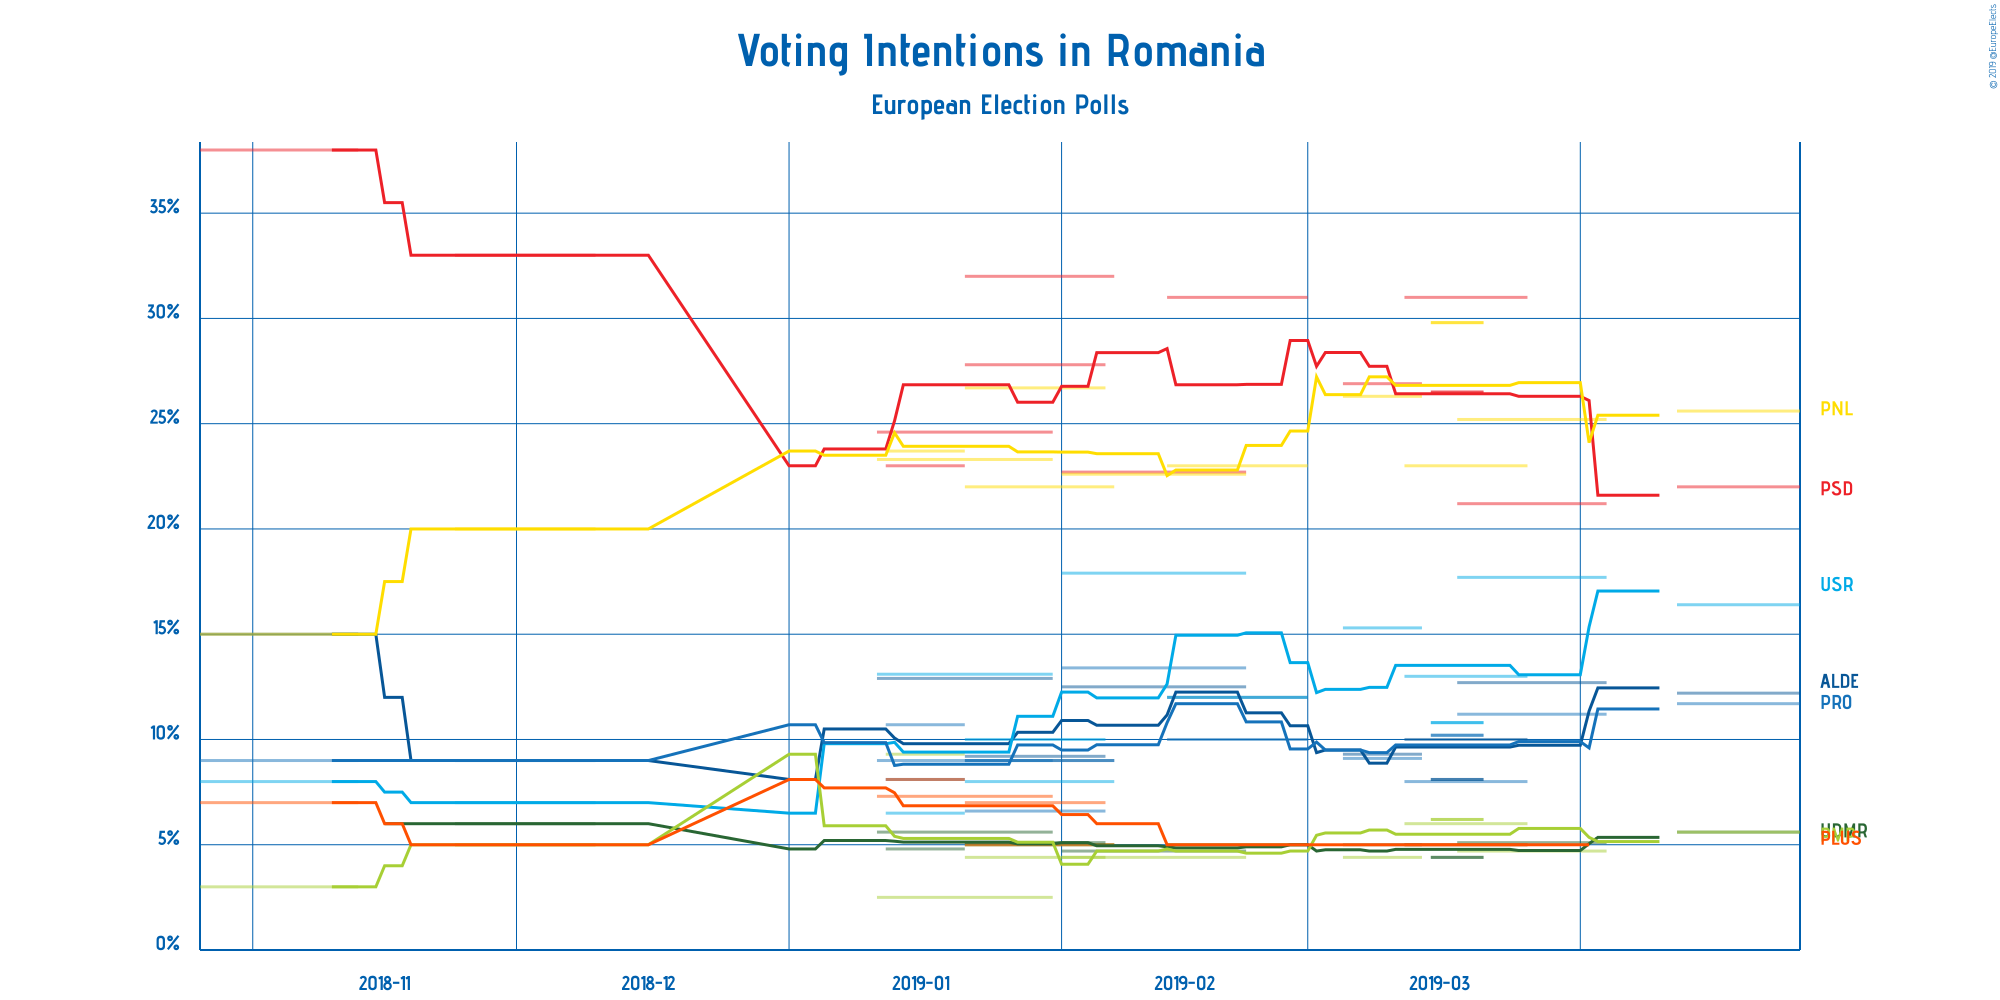 © 2019 @EuropeElects
Voting Intentions in Romania
European Election Polls
35%
30%
25%
20%
15%
10%
5%
0%
PNL
PSD
USR
ALDE
PRO
UDMR
PLUS
2018-11
2018-12
2019-01
2019-02
2019-03